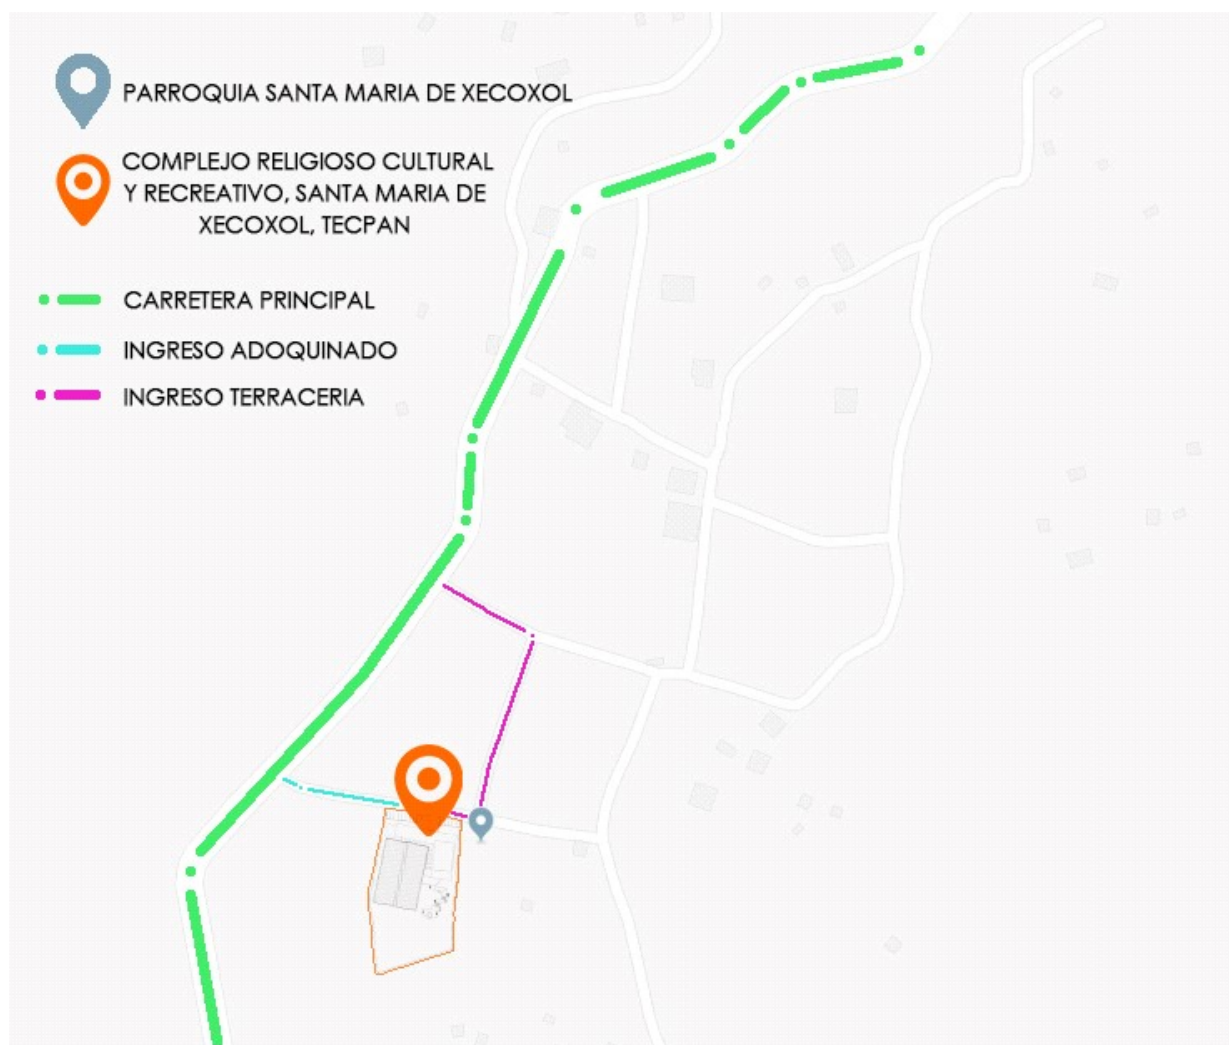 PARROQUIA SANTA MARIA DE XECOXOL
COMPLEJO RELIGIOSO CULTURAL
Y RECREATIVO, SANTA MARIA DE
XECOXOL, TECPAN
CARRETERA PRINCIPAL
INGRESO ADOQUINADO
INGRESO TERRACERIA